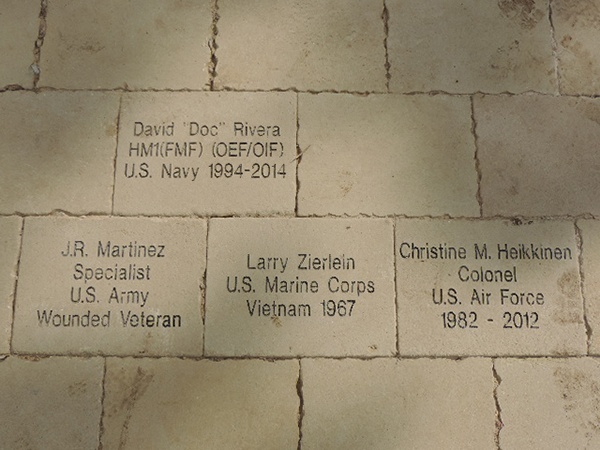 David "Doc" Rivera
HM1(FMF) (OEF/OIF)
U.S. Navy 1994-2014
J.R. Martinez
Specialist
U.S. Army
Wounded Veteran
Larry Zierlein
U.S. Marine Corps
Vietnam 1967
Christine M. Heikkinen
Colonel
U.S. Air Force
1982 - 2012